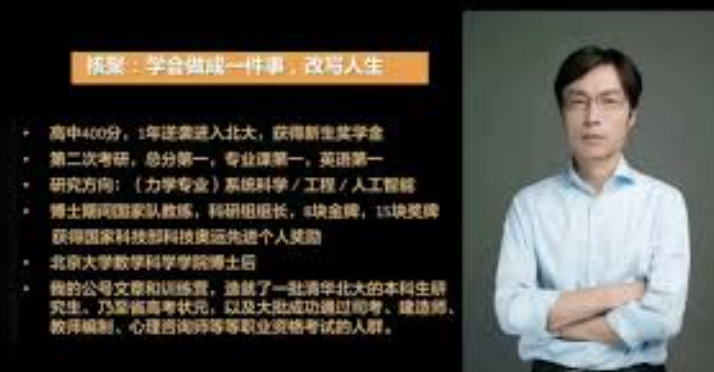 核聚：学会做成一件事，改写人生
• 高中400分，1年逆袭进入北大，获得新生奖学金
• 第二次考研，总分第一，专业课第一，英语第一
• 研究方向：（力学专业）系统科学 / 工程 / 人工智能
• 博士期间国家队教练，科研组组长，8块金牌，15块奖牌
获得国家科技部科技奥运先进个人奖励
• 北京大学数学科学学院博士后
• 我的公号文章和训练营，造就了一批清华北大的本科生研
究生、乃至省高考状元，以及大批成功通过司考、建造师、
教师编制、心理咨询师等等职业资格考试的人群。